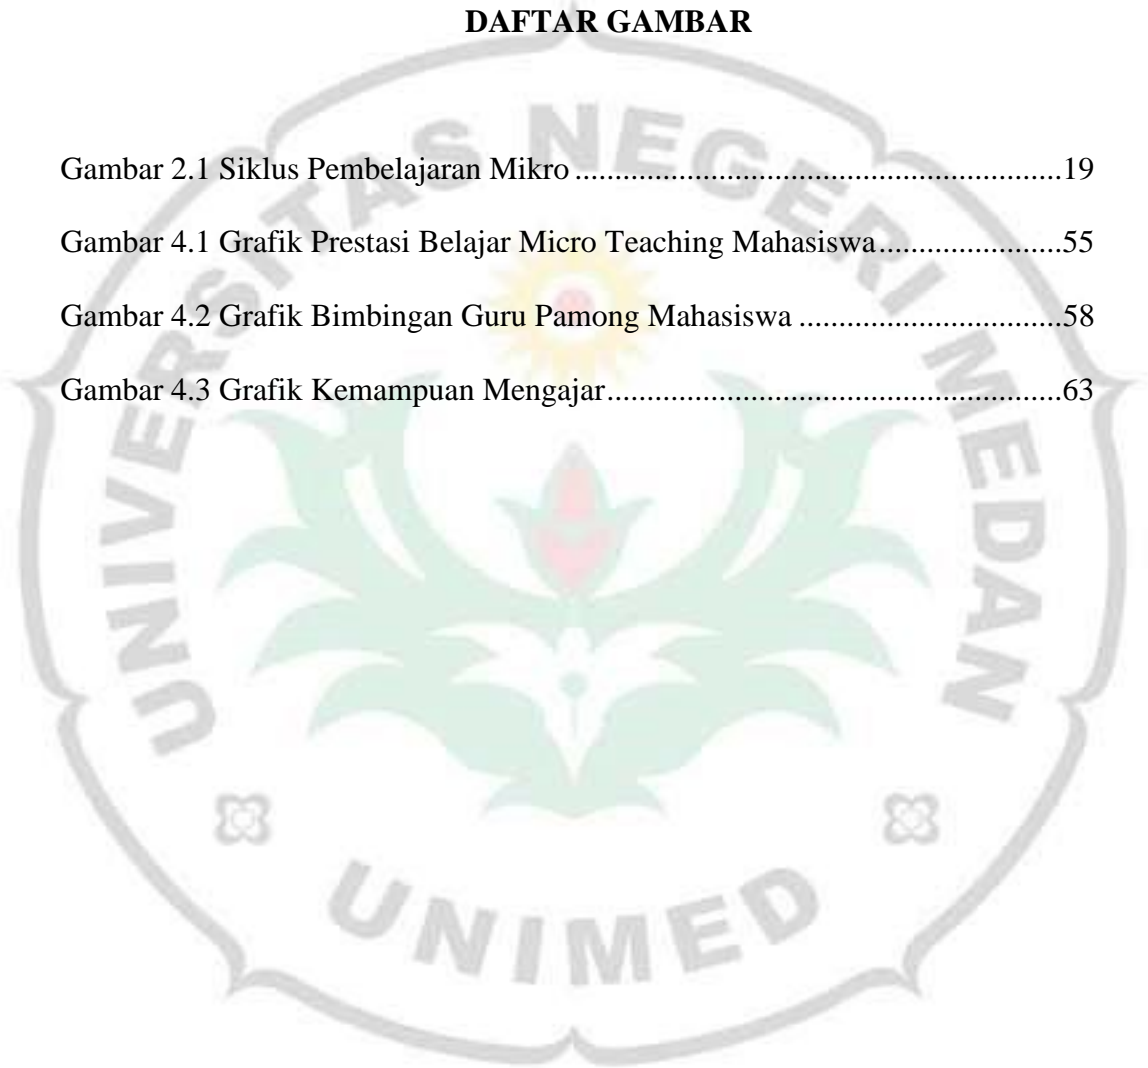 DAFTAR GAMBAR
Gambar 2.1 Siklus Pembelajaran Mikro ............................................................19
Gambar 4.1 Grafik Prestasi Belajar Micro Teaching Mahasiswa.......................55
Gambar 4.2 Grafik Bimbingan Guru Pamong Mahasiswa .................................58
Gambar 4.3 Grafik Kemampuan Mengajar.........................................................63
UNIVERSITAS NEGERI MEDAN
UNIMED